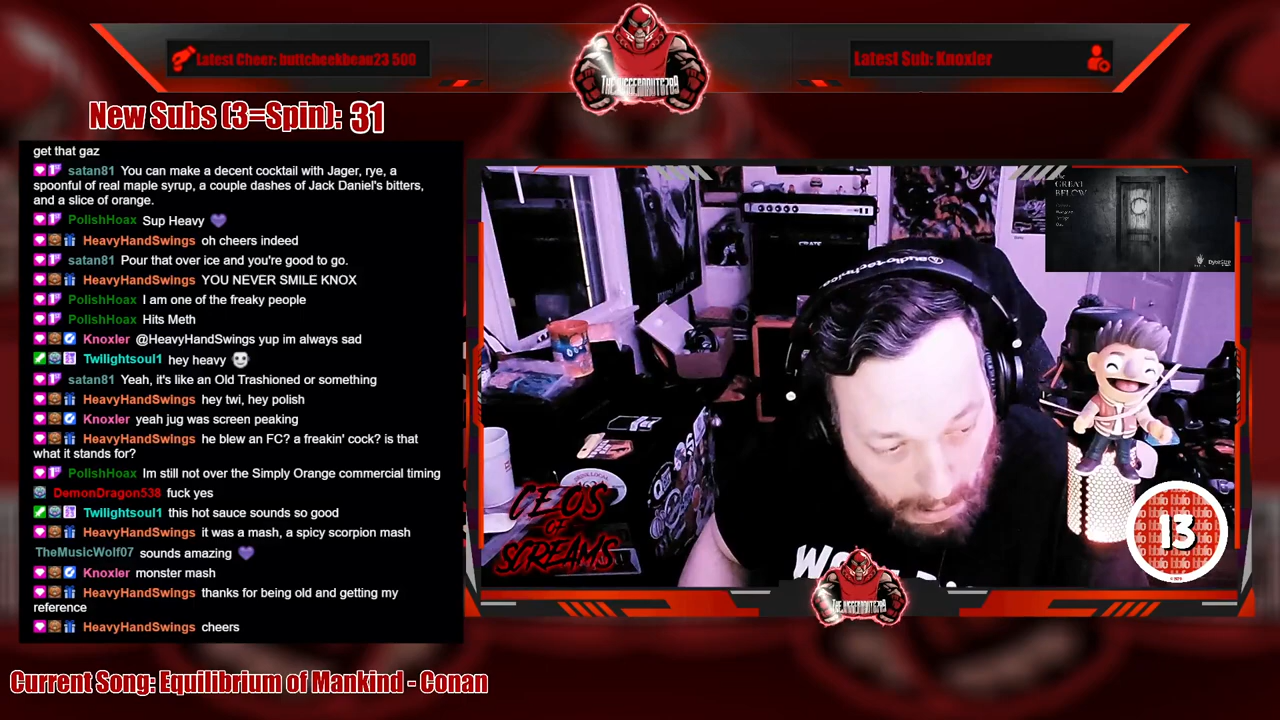 Latest Cheer: buttcheekbean23 500
Latest Sub: Knoxler
THEJUGGERNAUT6789
New Subs (3=Spin): 31
get that gaz
satan81 You can make a decent cocktail with Jager, rye, a
spoonful of real maple syrup, a couple dashes of Jack Daniel's bitters,
and a slice of orange.
PolishHoax Sup Heavy
HeavyHandSwings oh cheers indeed
satan81 Pour that over ice and you're good to go.
HeavyHandSwings YOU NEVER SMILE KNOX
PolishHoax I am one of the freaky people
PolishHoax Hits Meth
Knoxler @HeavyHandSwings yup im always sad
Twilightsoul1 hey heavy
satan81 Yeah, it's like an Old Trashioned or something
HeavyHandSwings hey twi, hey polish
Knoxler yeah jug was screen peaking
HeavyHandSwings he blew an FC? a freakin' cock? is that
what it stands for?
PolishHoax Im still not over the Simply Orange commercial timing
DemonDragon538 fuck yes
Twilightsoul1 this hot sauce sounds so good
HeavyHandSwings it was a mash, a spicy scorpion mash
TheMusicWolf07 sounds amazing
Knoxler monster mash
HeavyHandSwings thanks for being old and getting my
reference
HeavyHandSwings cheers
GREAT
BELOW
CRATE
audio-technica
CEO'S
OF
SCREAMS
13
THEJUGGERNAUT6789
Current Song: Equilibrium of Mankind - Conan